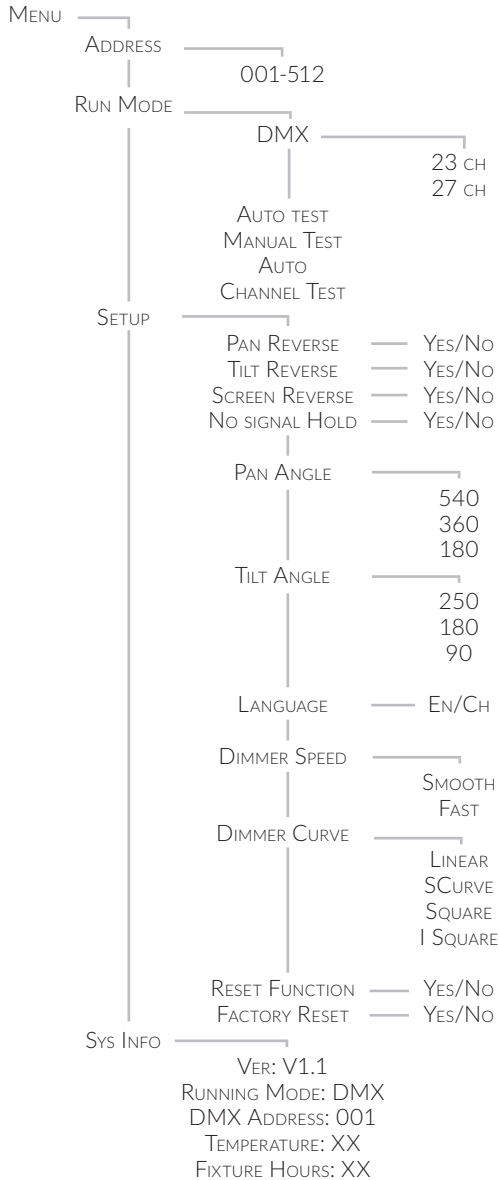 Menu
Address
001-512
Run Mode
DMX
23 ch
27 ch
Auto test
Manual Test
Auto
Channel Test
Setup
Pan Reverse Yes/No
Tilt Reverse Yes/No
Screen Reverse Yes/No
No signal Hold Yes/No
Pan Angle
540
360
180
Tilt Angle
250
180
90
Language En/Ch
Dimmer Speed
Smooth
Fast
Dimmer Curve
Linear
SCurve
Square
I Square
Reset Function Yes/No
Factory Reset Yes/No
Sys Info
Ver: V1.1
Running Mode: DMX
DMX Address: 001
Temperature: XX
Fixture Hours: XX